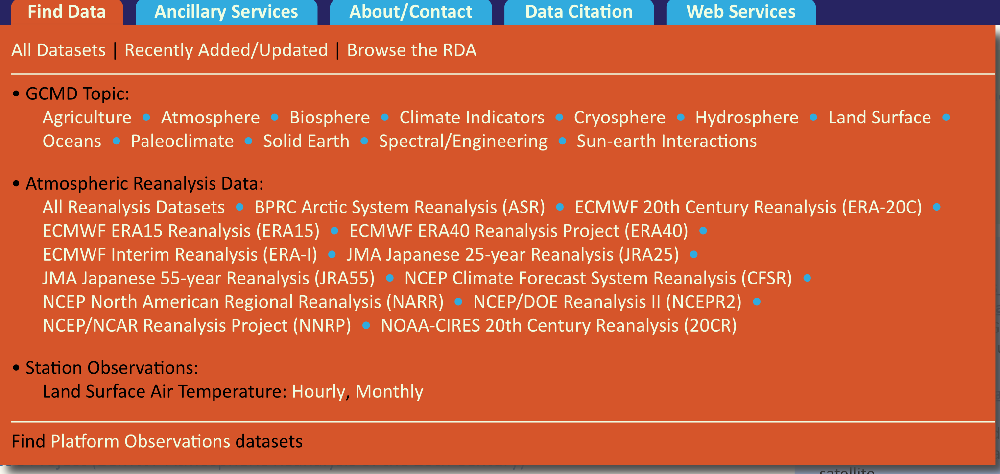 Find Data Ancillary Services About/Contact Data Citation Web Services
All Datasets | Recently Added/Updated | Browse the RDA
• GCMD Topic:
Agriculture • Atmosphere • Biosphere • Climate Indicators • Cryosphere • Hydrosphere • Land Surface •
Oceans • Paleoclimate • Solid Earth • Spectral/Engineering • Sun-earth Interactions
• Atmospheric Reanalysis Data:
All Reanalysis Datasets • BPRC Arctic System Reanalysis (ASR) • ECMWF 20th Century Reanalysis (ERA-20C) •
ECMWF ERA15 Reanalysis (ERA15) • ECMWF ERA40 Reanalysis Project (ERA40) •
ECMWF Interim Reanalysis (ERA-I) • JMA Japanese 25-year Reanalysis (JRA25) •
JMA Japanese 55-year Reanalysis (JRA55) • NCEP Climate Forecast System Reanalysis (CFSR) •
NCEP North American Regional Reanalysis (NARR) • NCEP/DOE Reanalysis II (NCEPR2) •
NCEP/NCAR Reanalysis Project (NNRP) • NOAA-CIRES 20th Century Reanalysis (20CR)
• Station Observations:
Land Surface Air Temperature: Hourly, Monthly
Find Platform Observations datasets
satellite